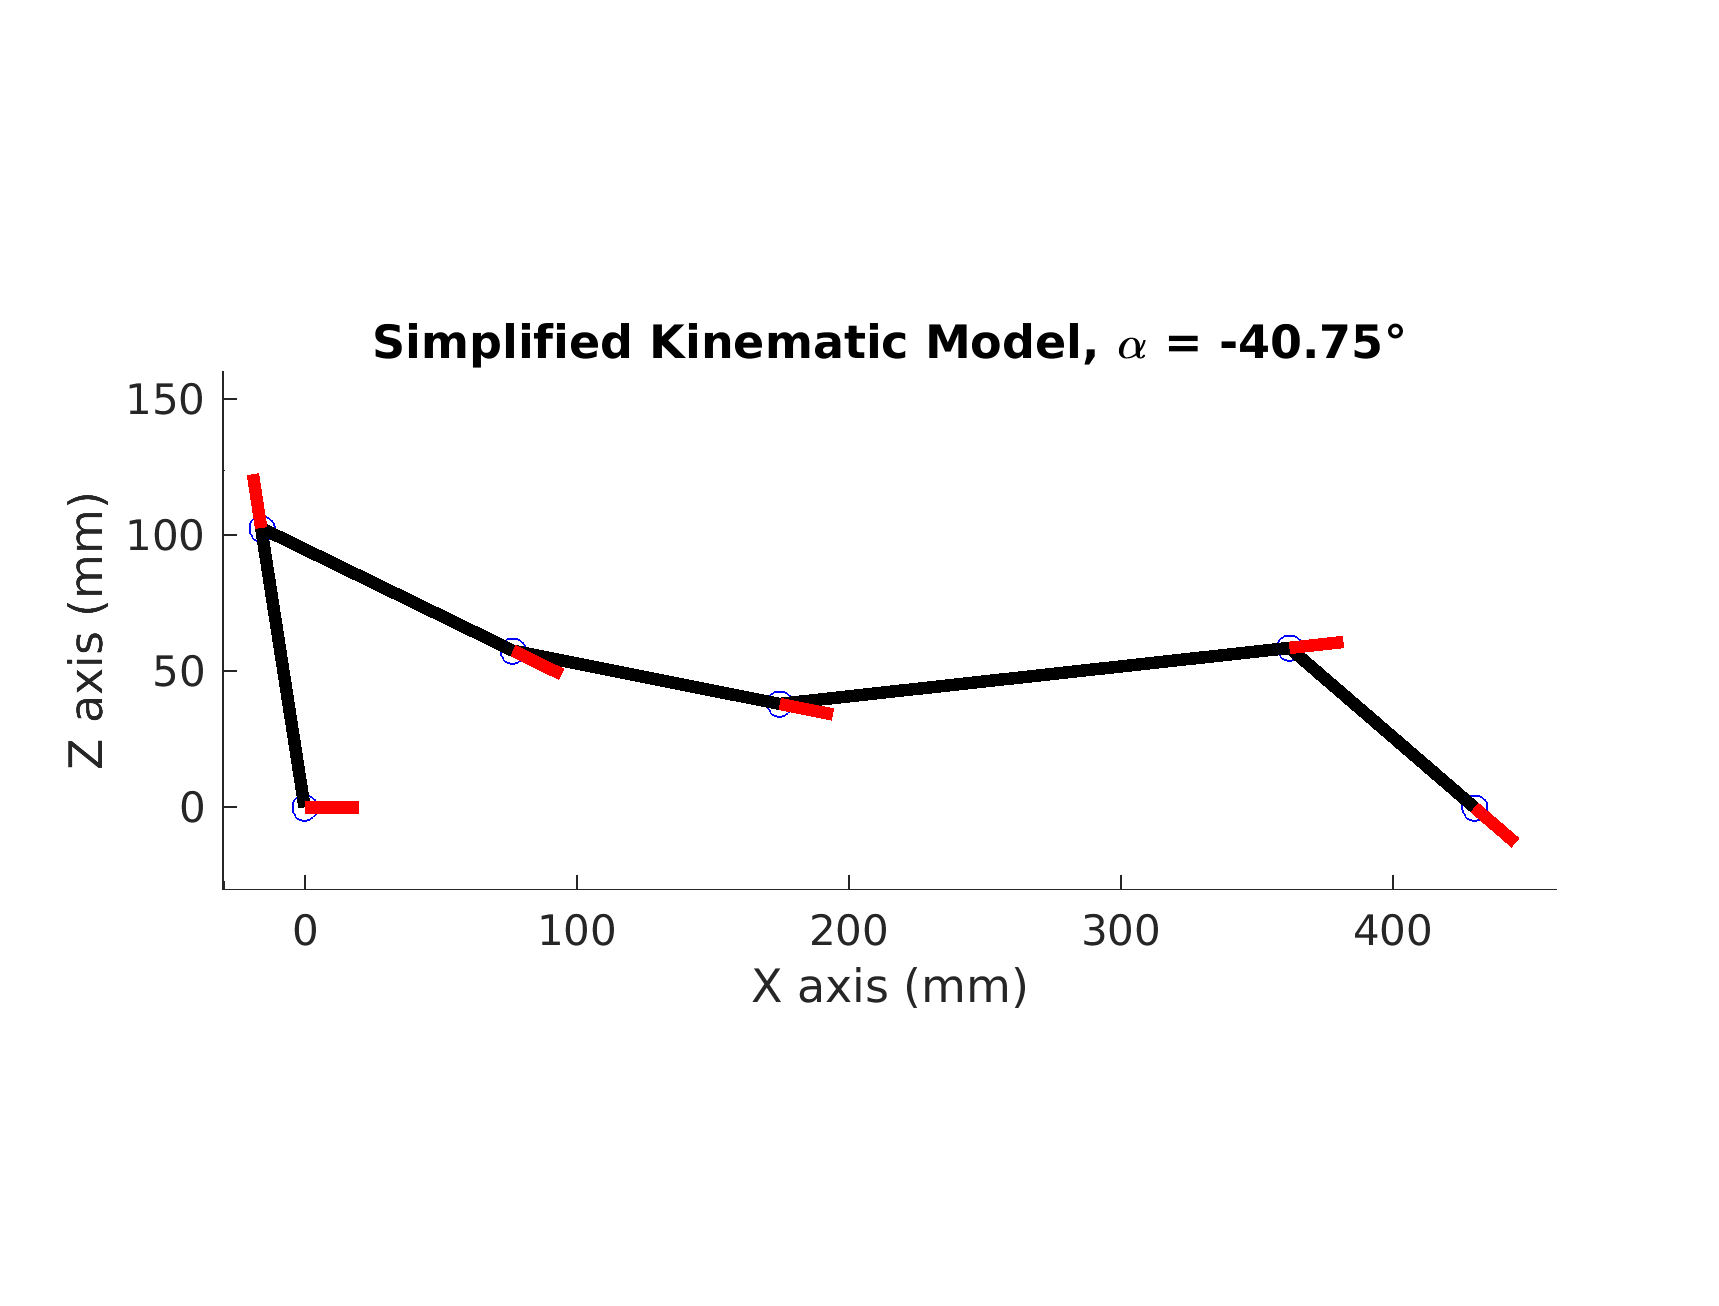 Simplified Kinematic Model, α = -40.75°
150
100
50
0
Z axis (mm)
0 100 200 300 400
X axis (mm)